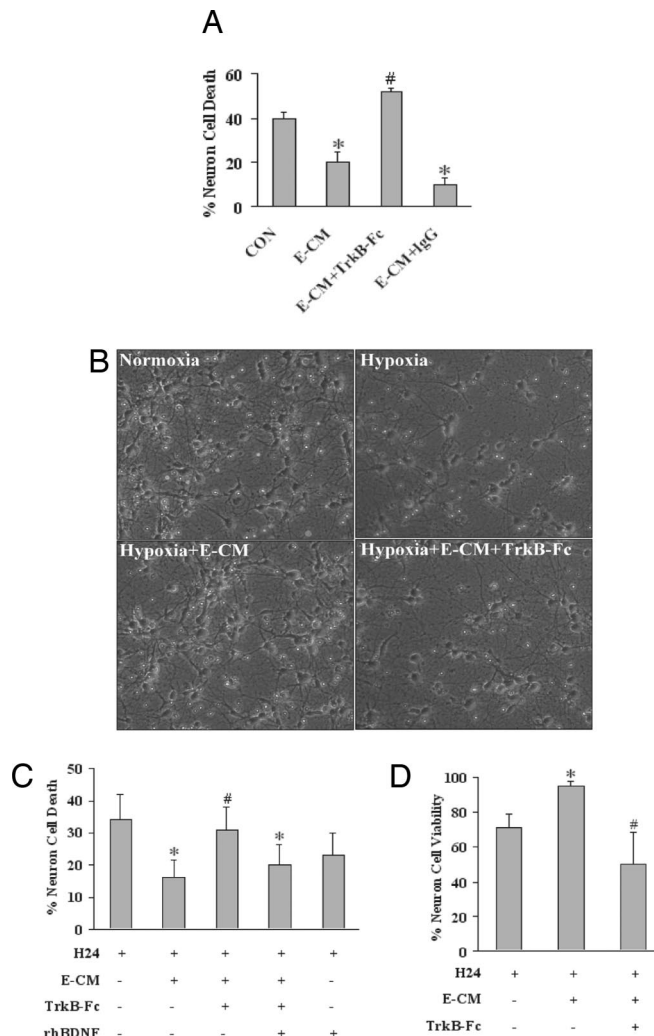 A
% Neuron Cell Death
60
40
20
0
*
#
*
CON
E-CM
E-CM+TrkB-Fc
E-CM+IgG
B
Normoxia
Hypoxia
Hypoxia+E-CM
Hypoxia+E-CM+TrkB-Fc
C
% Neuron Cell Death
50
40
30
20
10
0
*
#
*
H24 + + + + +
E-CM - + + + -
TrkB-Fc - - + + -
rhBDNF - - - + +
D
% Neuron Cell Viability
100
80
60
40
20
0
*
#
H24 + + +
E-CM - + +
TrkB-Fc - - +